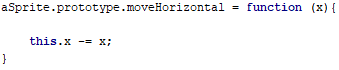 aSprite.prototype.moveHorizontal = function (x){
this.x -= x;
}